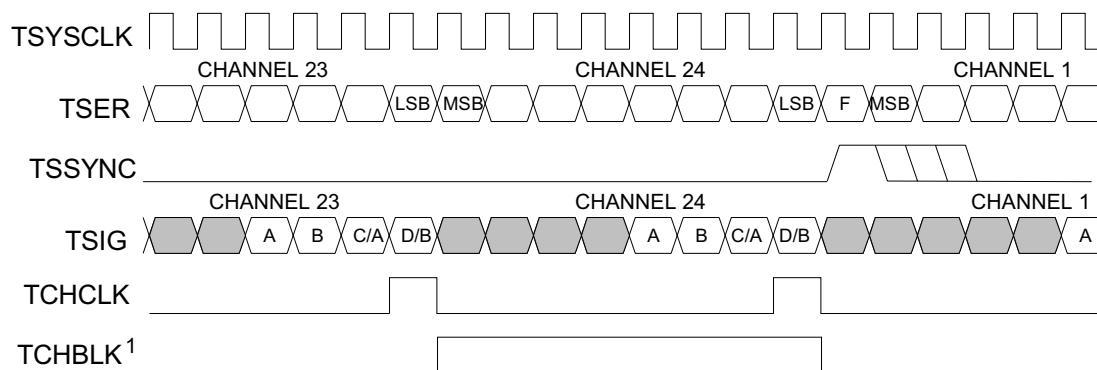 TSYSCLK
CHANNEL 23 CHANNEL 24 CHANNEL 1
TSER LSB MSB LSB F MSB
TSSYNC
CHANNEL 23 CHANNEL 24 CHANNEL 1
TSIG A B C/A D/B A B C/A D/B A
TCHCLK
TCHBLK1